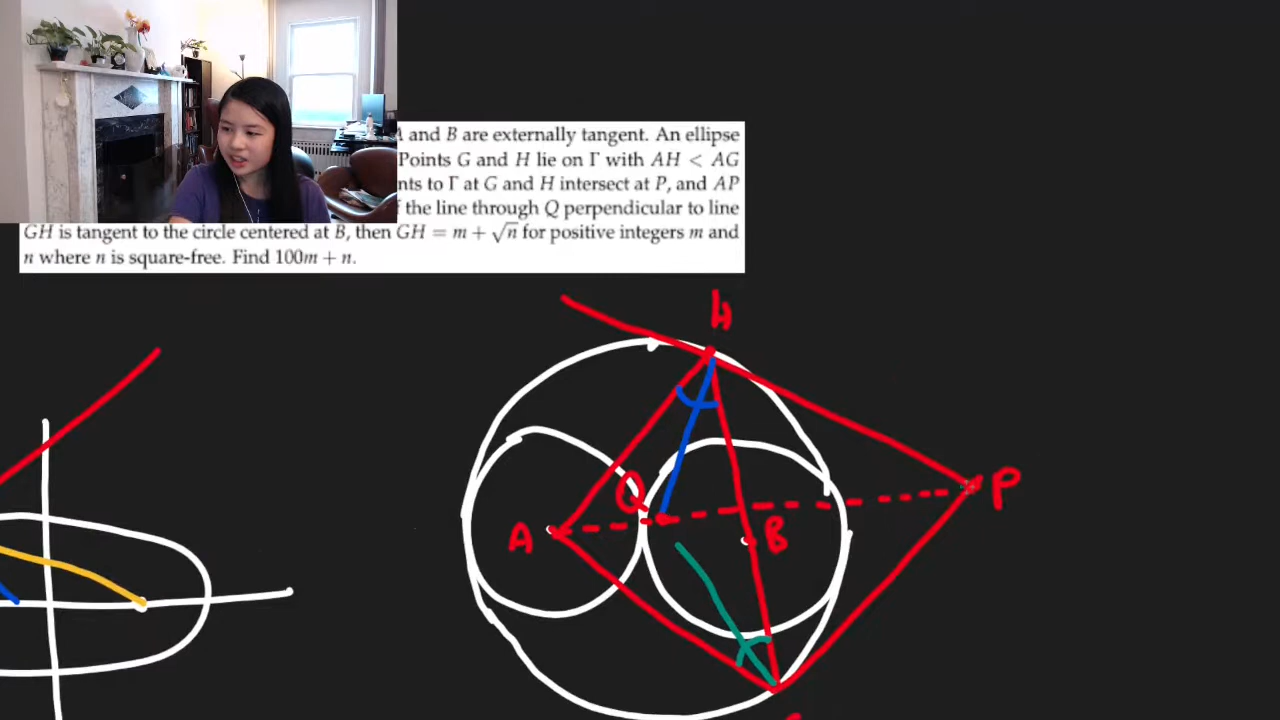 A and B are externally tangent. An ellipse
Points G and H lie on Γ with AH < AG
nts to Γ at G and H intersect at P, and AP
the line through Q perpendicular to line
GH is tangent to the circle centered at B, then GH = m + √n for positive integers m and
n where n is square-free. Find 100m + n.
H
Q
P
A
B